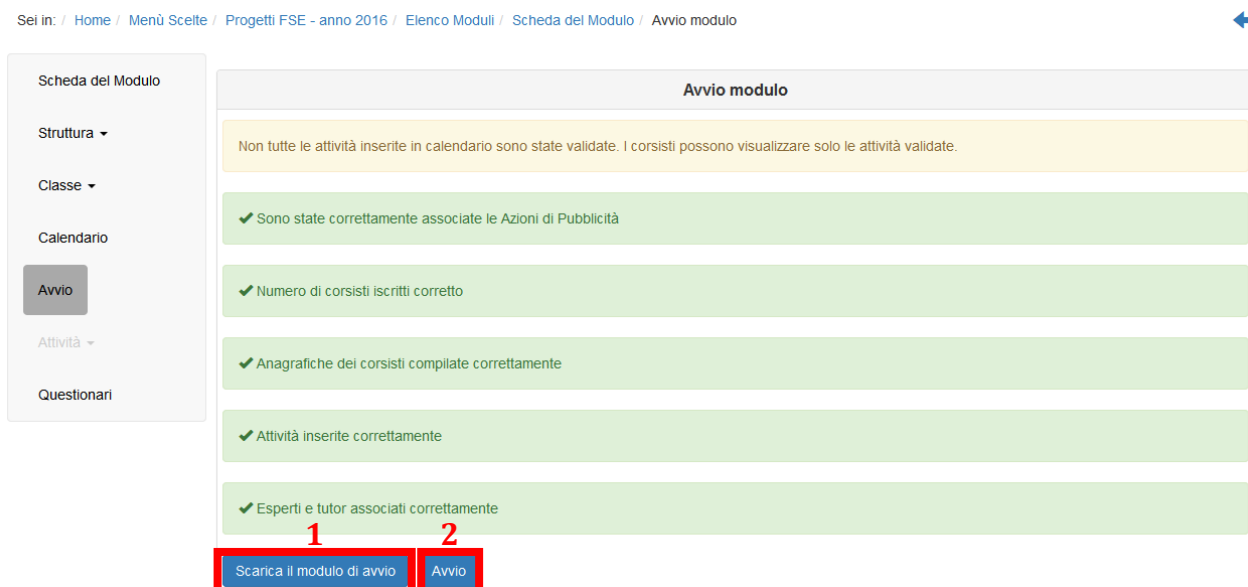 Sei in: / Home / Menù Scelte / Progetti FSE - anno 2016 / Elenco Moduli / Scheda del Modulo / Avvio modulo
Scheda del Modulo
Struttura
Classe
Calendario
Avvio
Attività
Questionari
Avvio modulo
Non tutte le attività inserite in calendario sono state validate. I corsisti possono visualizzare solo le attività validate.
Sono state correttamente associate le Azioni di Pubblicità
Numero di corsisti iscritti corretto
Anagrafiche dei corsisti compilate correttamente
Attività inserite correttamente
Esperti e tutor associati correttamente
1 2
Scarica il modulo di avvio Avvio